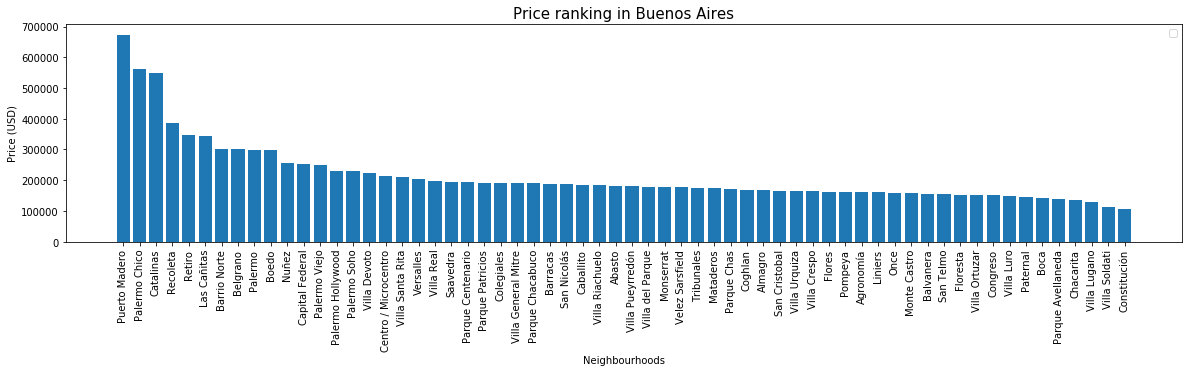 Price ranking in Buenos Aires
Price (USD)
700000
600000
500000
400000
300000
200000
100000
0
Puerto Madero
Palermo Chico
Catalinas
Recoleta
Retiro
Las Cañitas
Barrio Norte
Belgrano
Palermo
Boedo
Nuñez
Capital Federal
Palermo Viejo
Palermo Hollywood
Palermo Soho
Villa Devoto
Centro / Microcentro
Villa Santa Rita
Versalles
Villa Real
Saavedra
Parque Centenario
Parque Patricios
Colegiales
Villa General Mitre
Parque Chacabuco
Barracas
San Nicolás
Caballito
Villa Riachuelo
Abasto
Villa Pueyrredón
Villa del Parque
Monserrat
Velez Sarsfield
Tribunales
Mataderos
Parque Chas
Coghlan
Almagro
San Cristobal
Villa Urquiza
Villa Crespo
Flores
Pompeya
Agronomía
Liniers
Once
Monte Castro
Balvanera
San Telmo
Floresta
Villa Ortuzar
Congreso
Villa Luro
Paternal
Boca
Parque Avellaneda
Chacarita
Villa Lugano
Villa Soldati
Constitución
Neighbourhoods